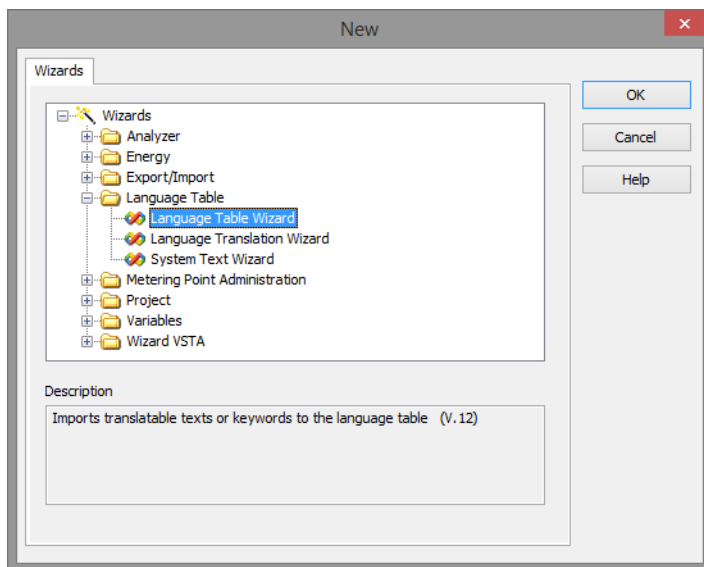 New
Wizards
OK
Cancel
Help
Wizards
Analyzer
Energy
Export/Import
Language Table
Language Table Wizard
Language Translation Wizard
System Text Wizard
Metering Point Administration
Project
Variables
Wizard VSTA
Description
Imports translatable texts or keywords to the language table (V.12)